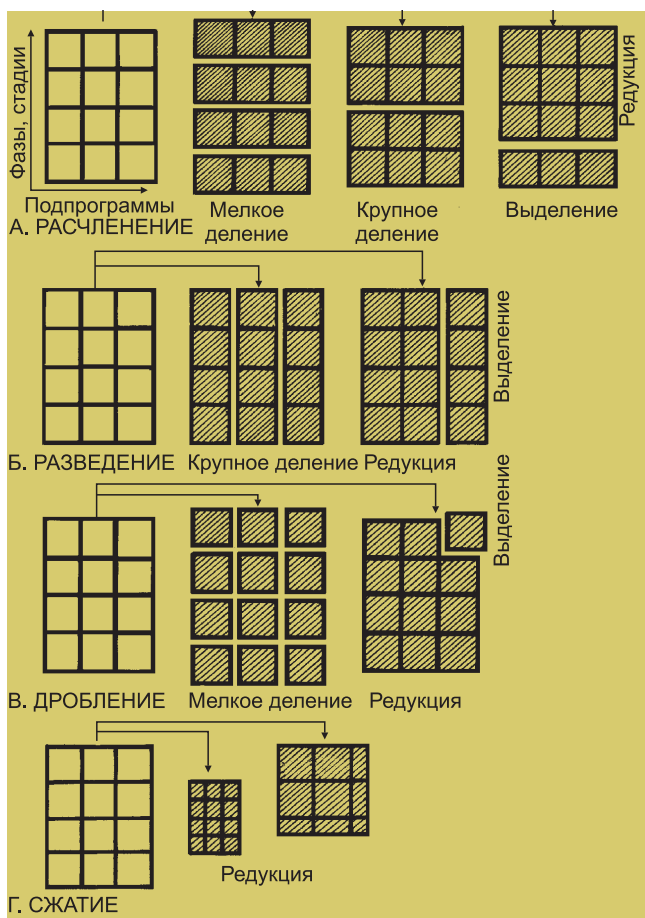 Фазы, стадии
Редукция
Подпрограммы
Мелкое
деление
Крупное
деление
Выделение
А. РАСЧЛЕНЕНИЕ
Выделение
Б. РАЗВЕДЕНИЕ
Крупное деление
Редукция
Выделение
В. ДРОБЛЕНИЕ
Мелкое деление
Редукция
Редукция
Г. СЖАТИЕ